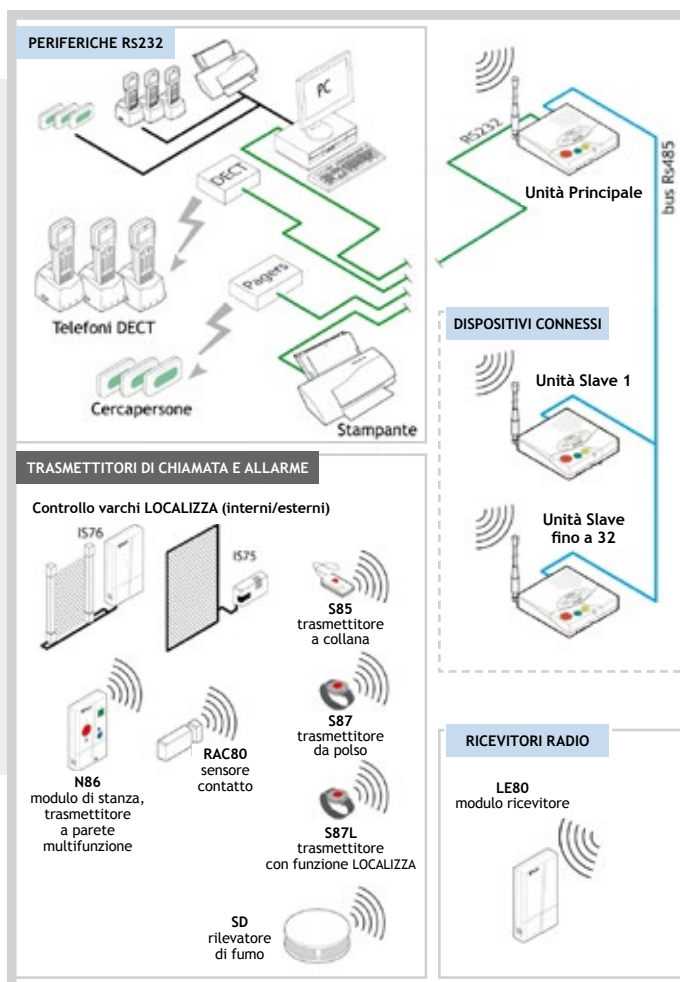 PERIFERICHE RS232
PC
DECT
Telefoni DECT
Pagers
Cercapersone
Stampante
RS232
Unità Principale
bus Rs485
DISPOSITIVI CONNESSI
Unità Slave 1
Unità Slave
fino a 32
TRASMETTITORI DI CHIAMATA E ALLARME
Controllo varchi LOCALIZZA (interni/esterni)
IS76
IS75
S85
trasmettitore
a collana
N86
modulo di stanza,
trasmettitore
a parete
multifunzione
RAC80
sensore
contatto
S87
trasmettitore
da polso
S87L
trasmettitore
con funzione LOCALIZZA
SD
rilevatore
di fumo
RICEVITORI RADIO
LE80
modulo ricevitore